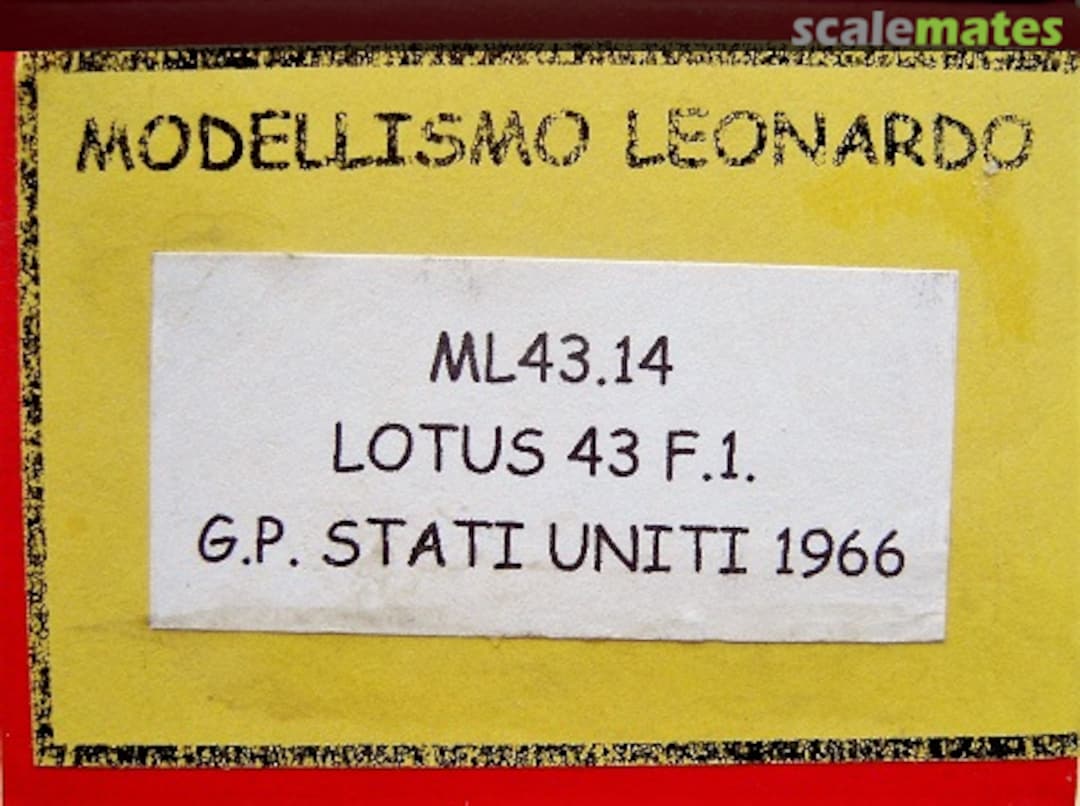 scalemates
MODELLISMO LEONARDO
ML43.14
LOTUS 43 F.1.
G.P. STATI UNITI 1966